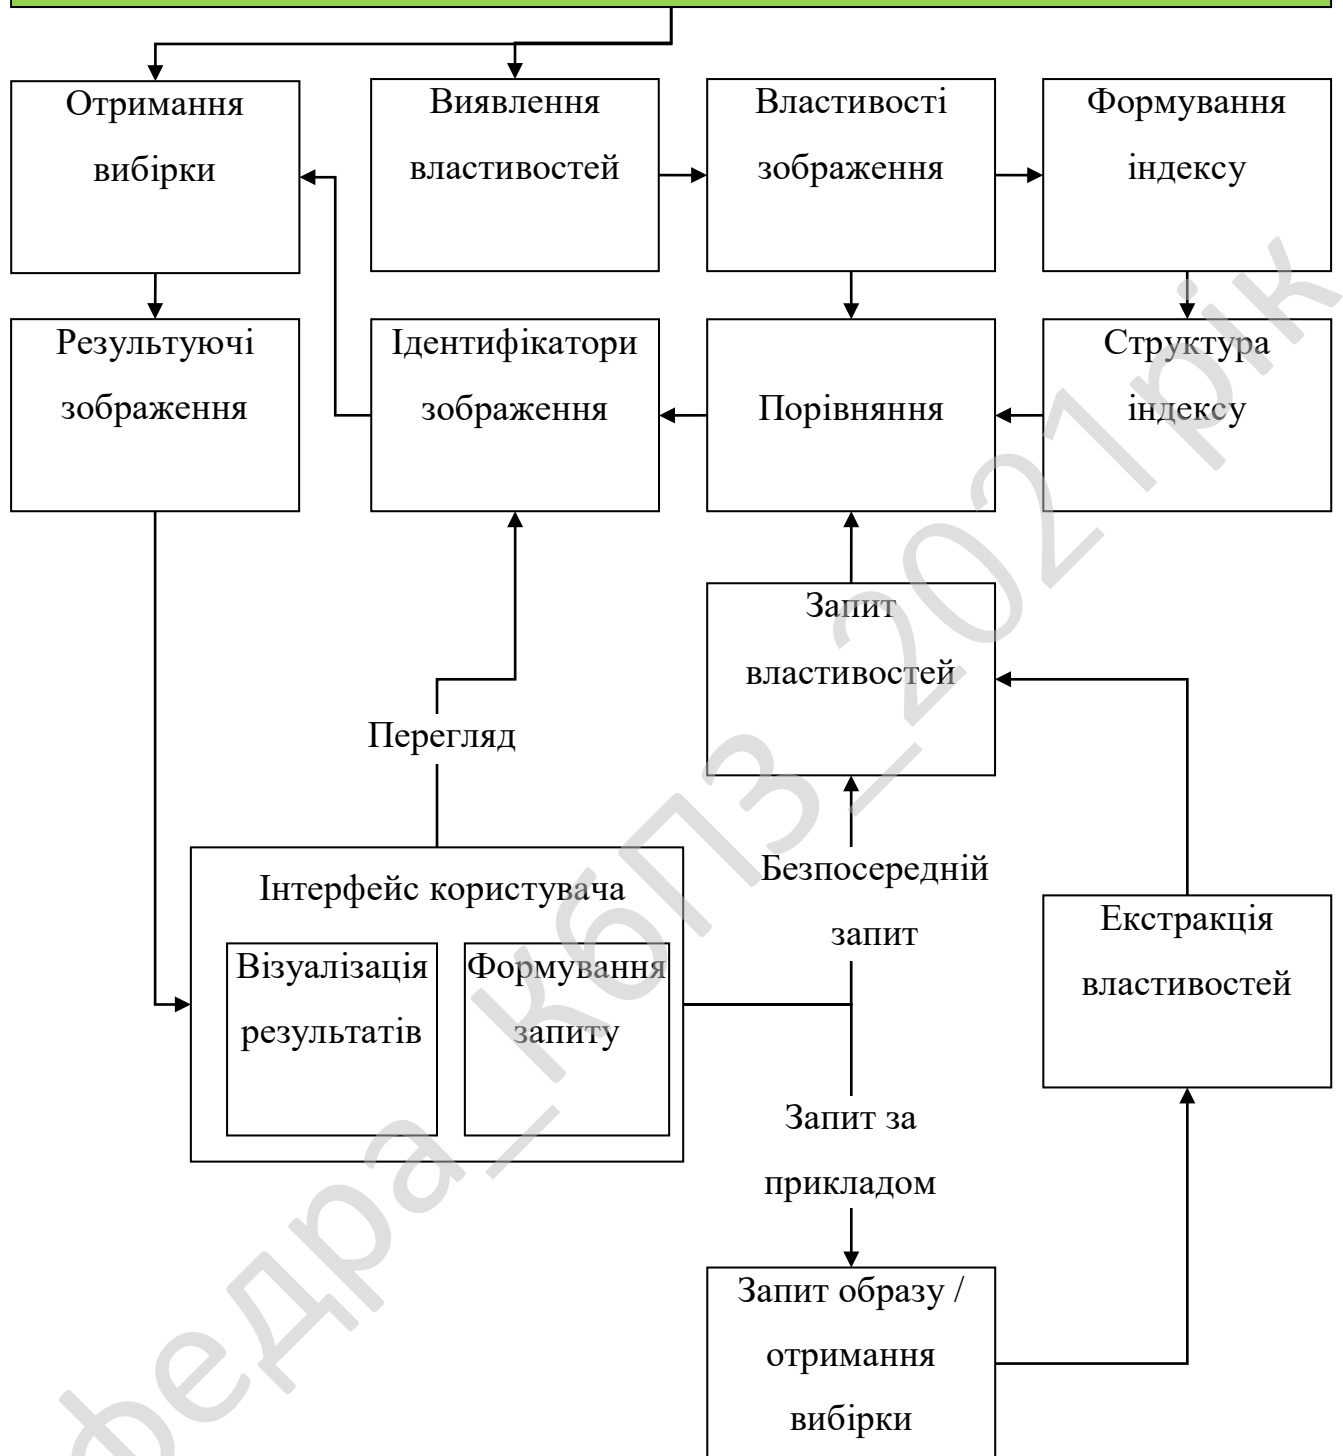 Отримання
вибірки
Виявлення
властивостей
Властивості
зображення
Формування
індексу
Результуючі
зображення
Ідентифікатори
зображення
Порівняння
Структура
індексу
Запит
властивостей
Перегляд
Інтерфейс користувача
Візуалізація
результатів
Формування
запиту
Безпосередній
запит
Екстракція
властивостей
Запит за
прикладом
Запит образу /
отримання
вибірки
федра_КбПЗ_2021рік